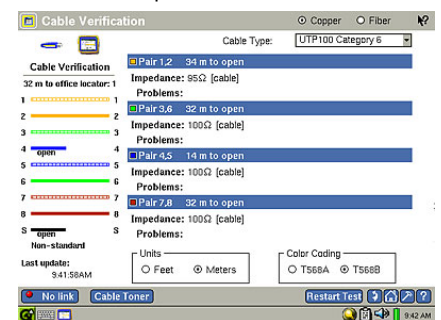 Cable Verification
Copper
Fiber
Cable Type:
UTP100 Category 6
Cable Verification
32 m to office locator: 1
1 1
2 2
3 3
4 4
open
5 5
6 6
7 7
8 8
S S
open
Non-standard
Last update:
9:41:58AM
Pair 1,2 34 m to open
Impedance: 95Ω [cable]
Problems:
Pair 3,6 32 m to open
Impedance: 100Ω [cable]
Problems:
Pair 4,5 14 m to open
Impedance: 100Ω [cable]
Problems:
Pair 7,8 32 m to open
Impedance: 100Ω [cable]
Problems:
Units
Feet Meters
Color Coding
T568A T568B
No link
Cable Toner
Restart Test
?
9:42 AM